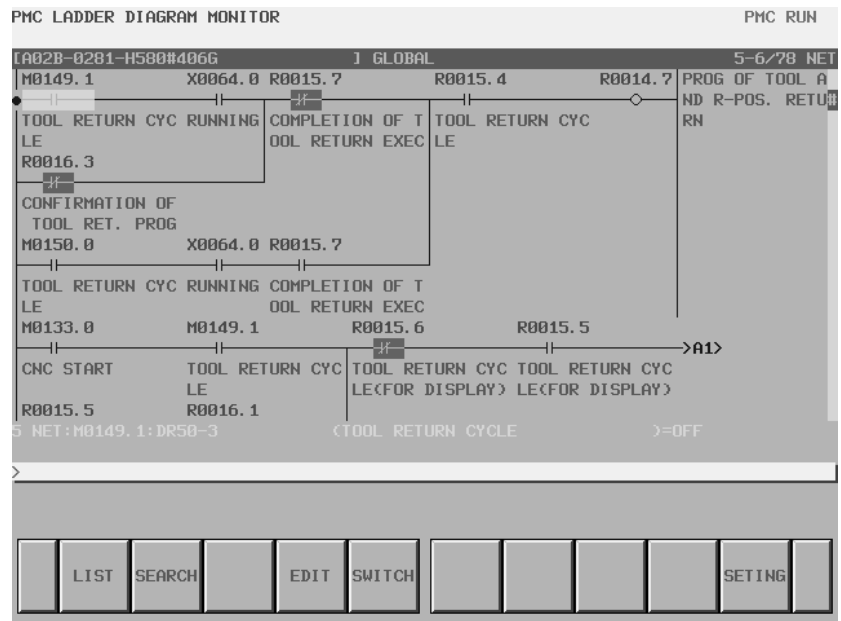 PMC LADDER DIAGRAM MONITOR PMC RUN
[A02B-0281-H580#406G ] GLOBAL 5-6/78 NET
M0149.1 X0064.0 R0015.7 R0015.4 R0014.7 PROG OF TOOL A
ND R-POS. RETU#
TOOL RETURN CYC RUNNING COMPLETION OF T TOOL RETURN CYC RN
LE OOL RETURN EXEC LE
R0016.3
CONFIRMATION OF
TOOL RET. PROG
M0150.0 X0064.0 R0015.7
TOOL RETURN CYC RUNNING COMPLETION OF T
LE OOL RETURN EXEC
M0133.0 M0149.1 R0015.6 R0015.5
>A1>
CNC START TOOL RETURN CYC TOOL RETURN CYC TOOL RETURN CYC
LE LE(FOR DISPLAY) LE(FOR DISPLAY)
R0015.5 R0016.1
5 NET:M0149.1:DR50-3 (TOOL RETURN CYCLE )=OFF
>
LIST SEARCH EDIT SWITCH SETING